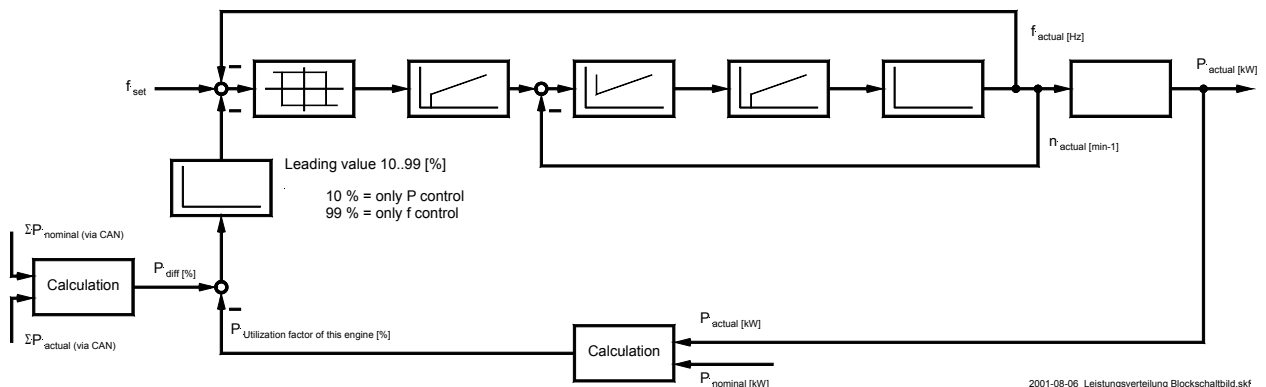 f actual [Hz]
P actual [kW]
f set
n actual [min-1]
Leading value 10..99 [%]
10 % = only P control
99 % = only f control
ΣP nominal (via CAN)
P diff [%]
Calculation
ΣP actual (via CAN)
P Utilization factor of this engine [%]
P actual [kW]
Calculation
P nominal [kW]
2001-08-06 Leistungsverteilung Blockschaltbild.skf